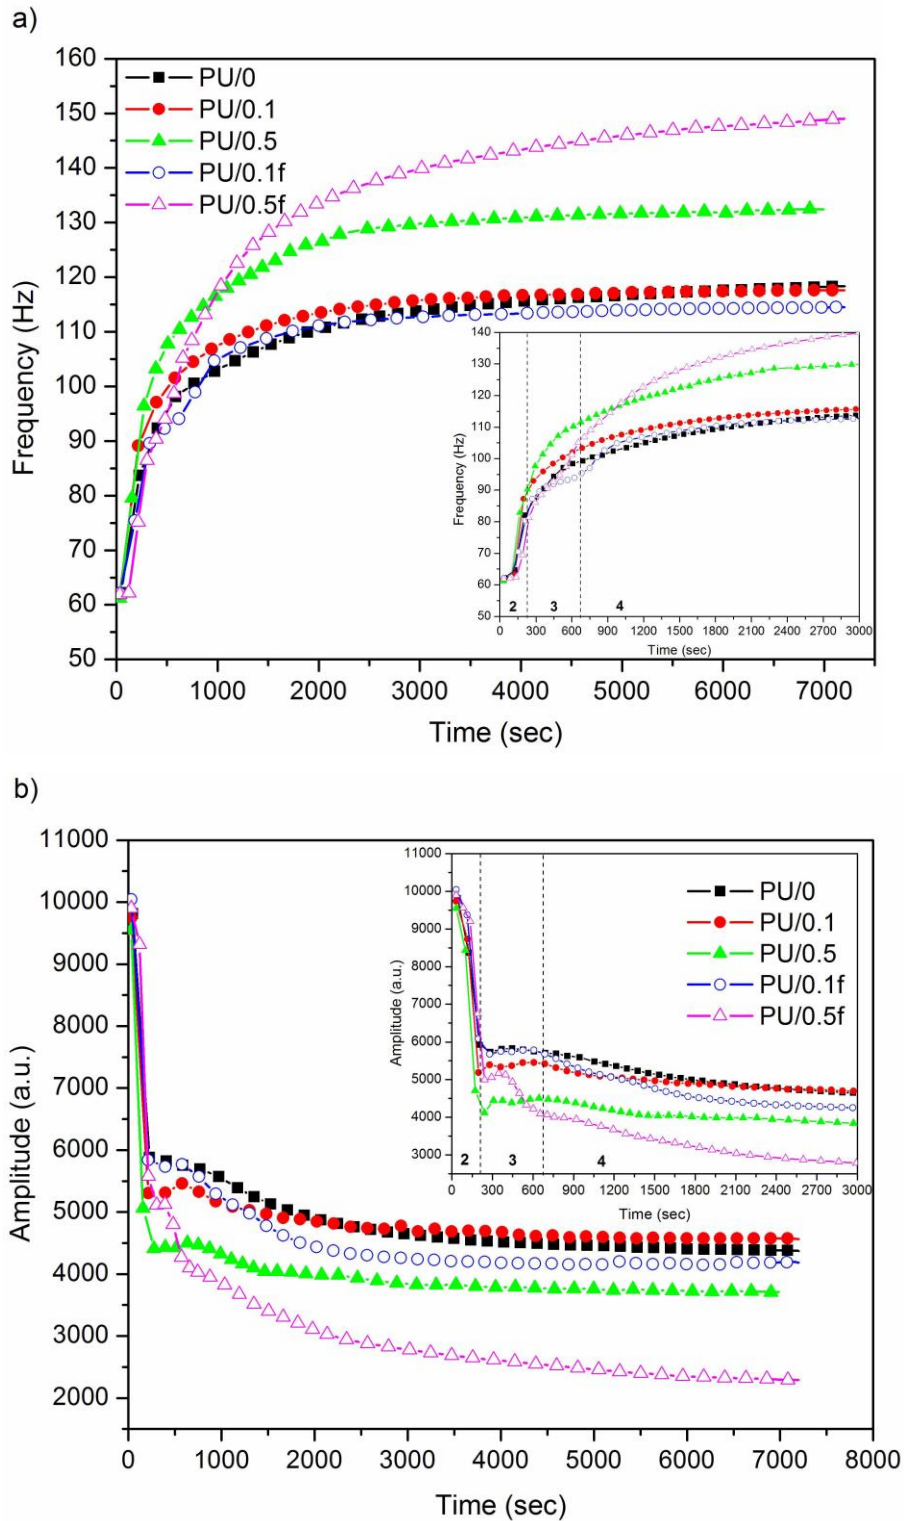 a)
160
150
140
130
120
110
100
90
80
70
60
50
Frequency (Hz)
PU/0
PU/0.1
PU/0.5
PU/0.1f
PU/0.5f
140
130
120
110
100
90
80
70
60
50
Frequency (Hz)
2 3 4
0 300 600 900 1200 1500 1800 2100 2400 2700 3000
Time (sec)
0 1000 2000 3000 4000 5000 6000 7000
Time (sec)
b)
11000
10000
9000
8000
7000
6000
5000
4000
3000
2000
Amplitude (a.u.)
11000
10000
9000
8000
7000
6000
5000
4000
3000
Amplitude (a.u.)
PU/0
PU/0.1
PU/0.5
PU/0.1f
PU/0.5f
2 3 4
0 300 600 900 1200 1500 1800 2100 2400 2700 3000
Time (sec)
0 1000 2000 3000 4000 5000 6000 7000 8000
Time (sec)